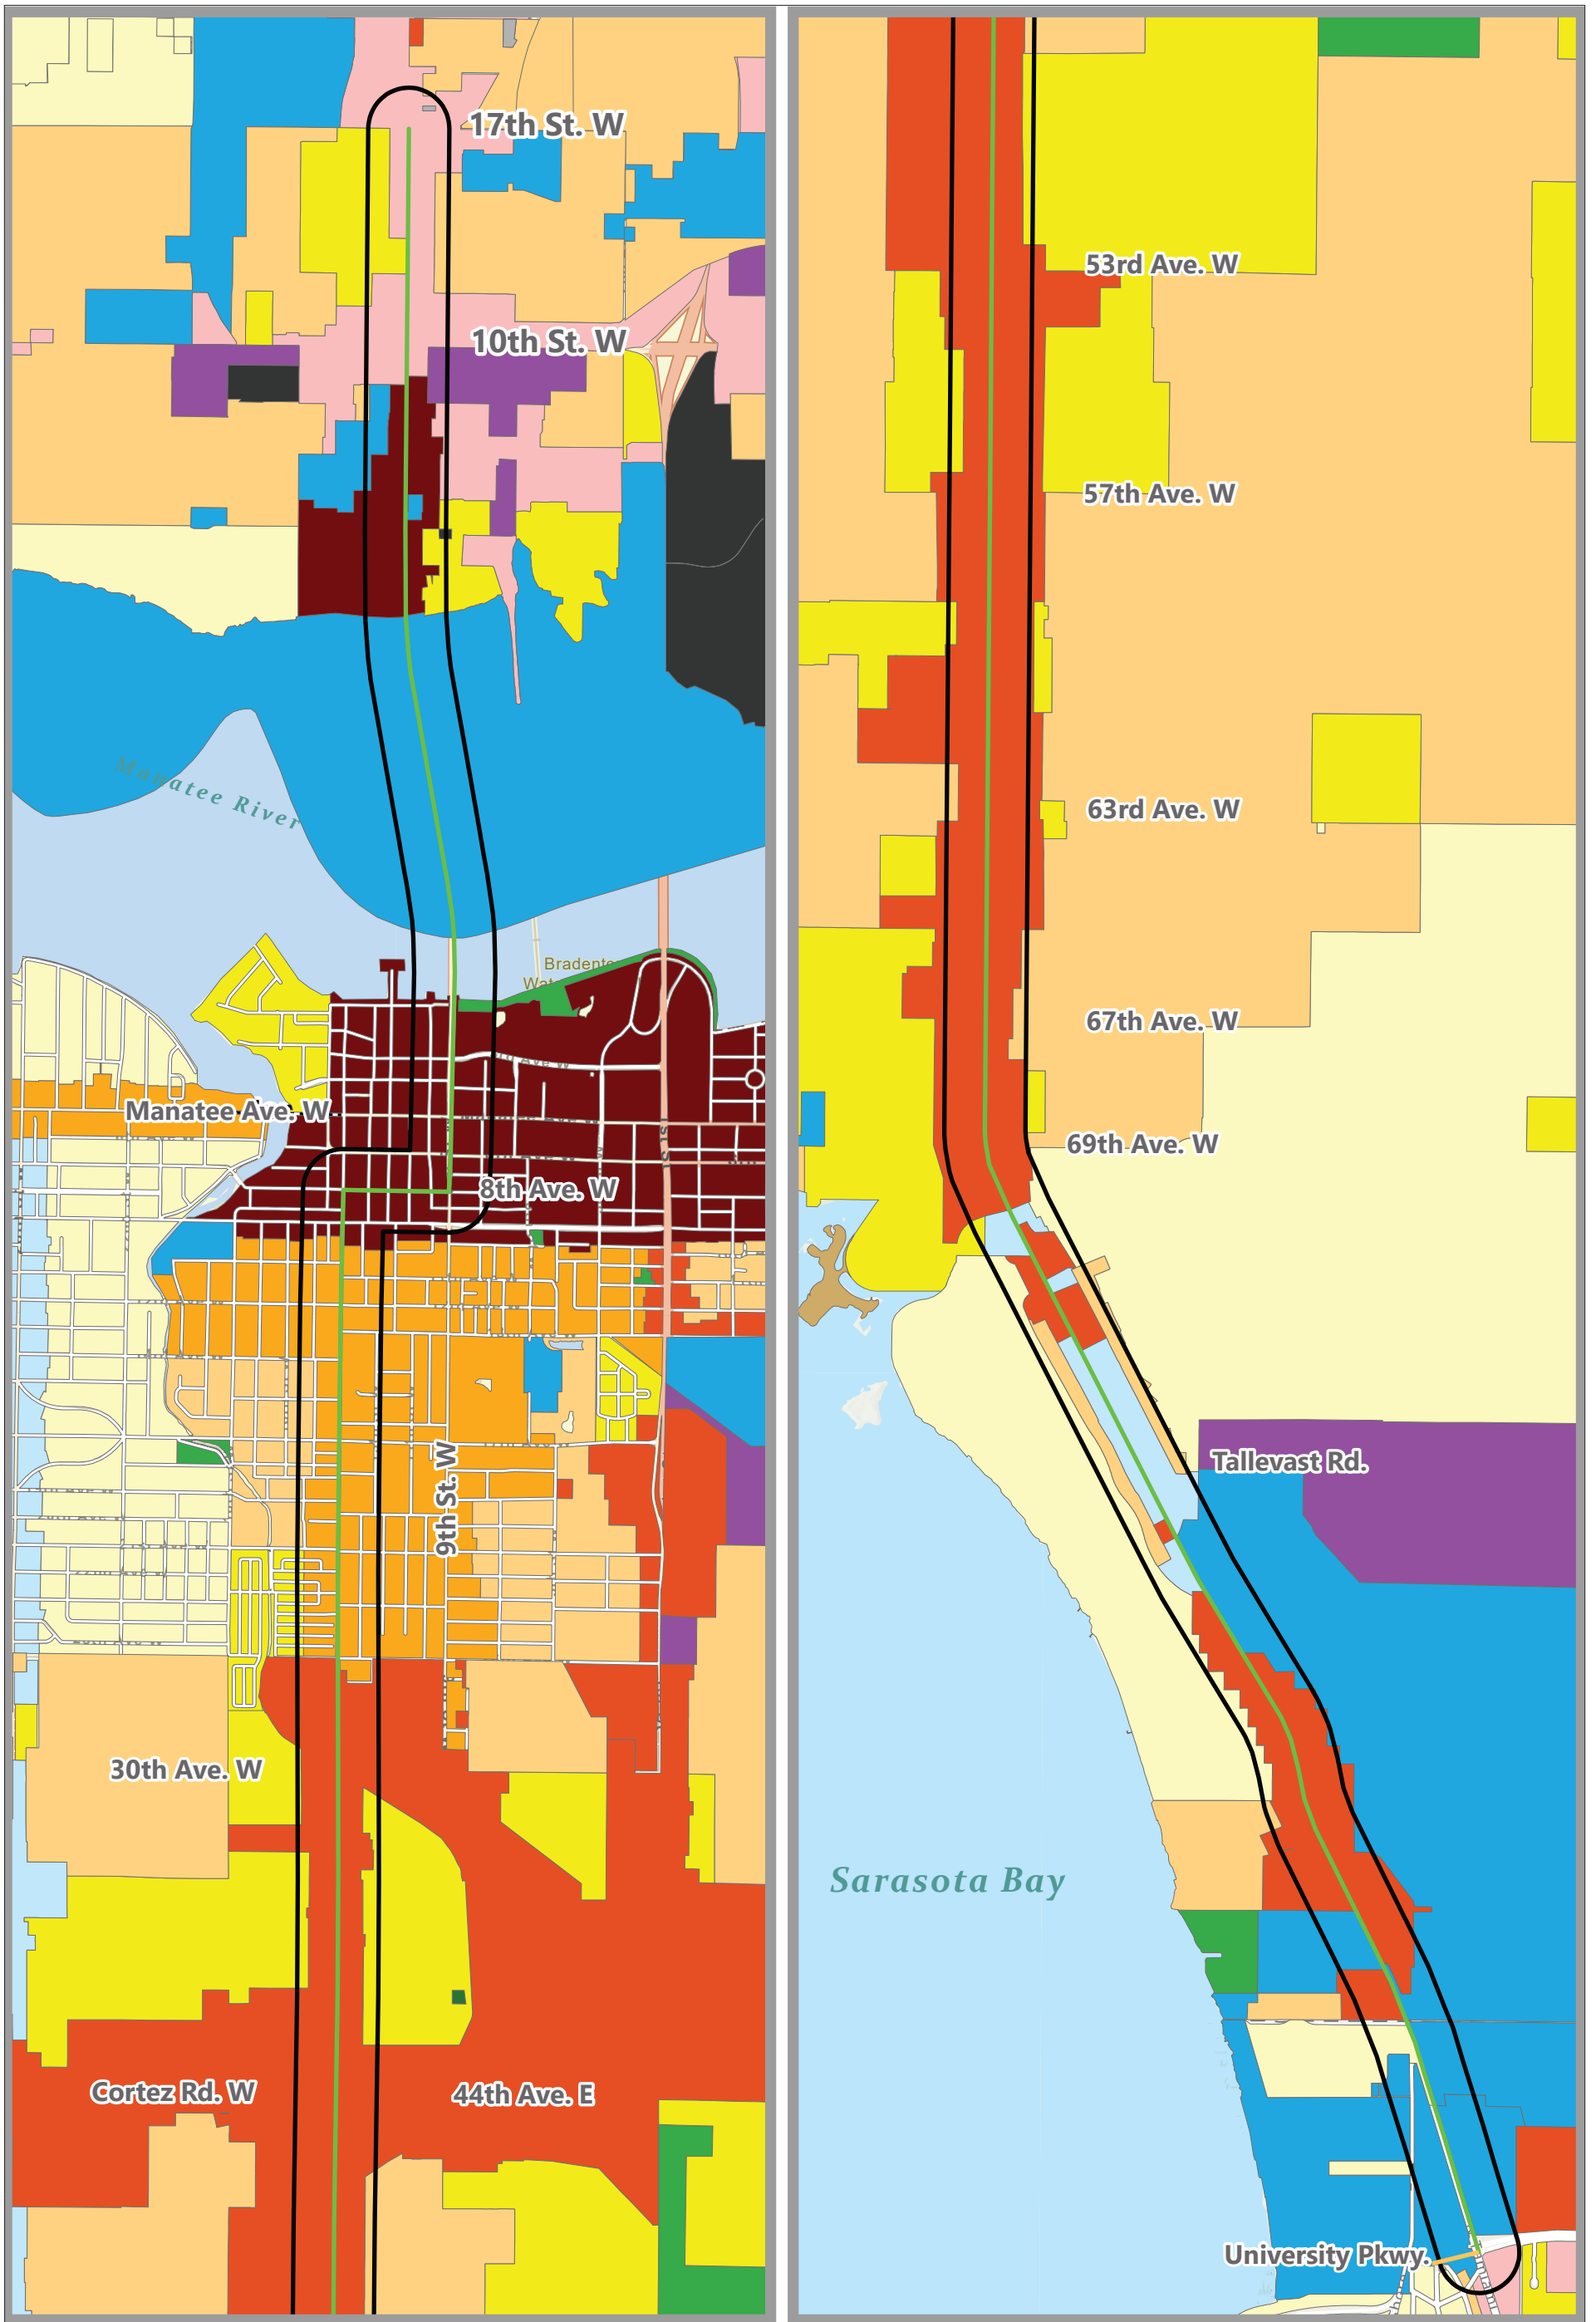 17th St. W
10th St. W
Manatee River
Manatee Ave. W
8th Ave. W
9th St. W
30th Ave. W
Cortez Rd. W
44th Ave. E
53rd Ave. W
57th Ave. W
63rd Ave. W
67th Ave. W
69th Ave. W
Tallevast Rd.
Sarasota Bay
University Pkwy.